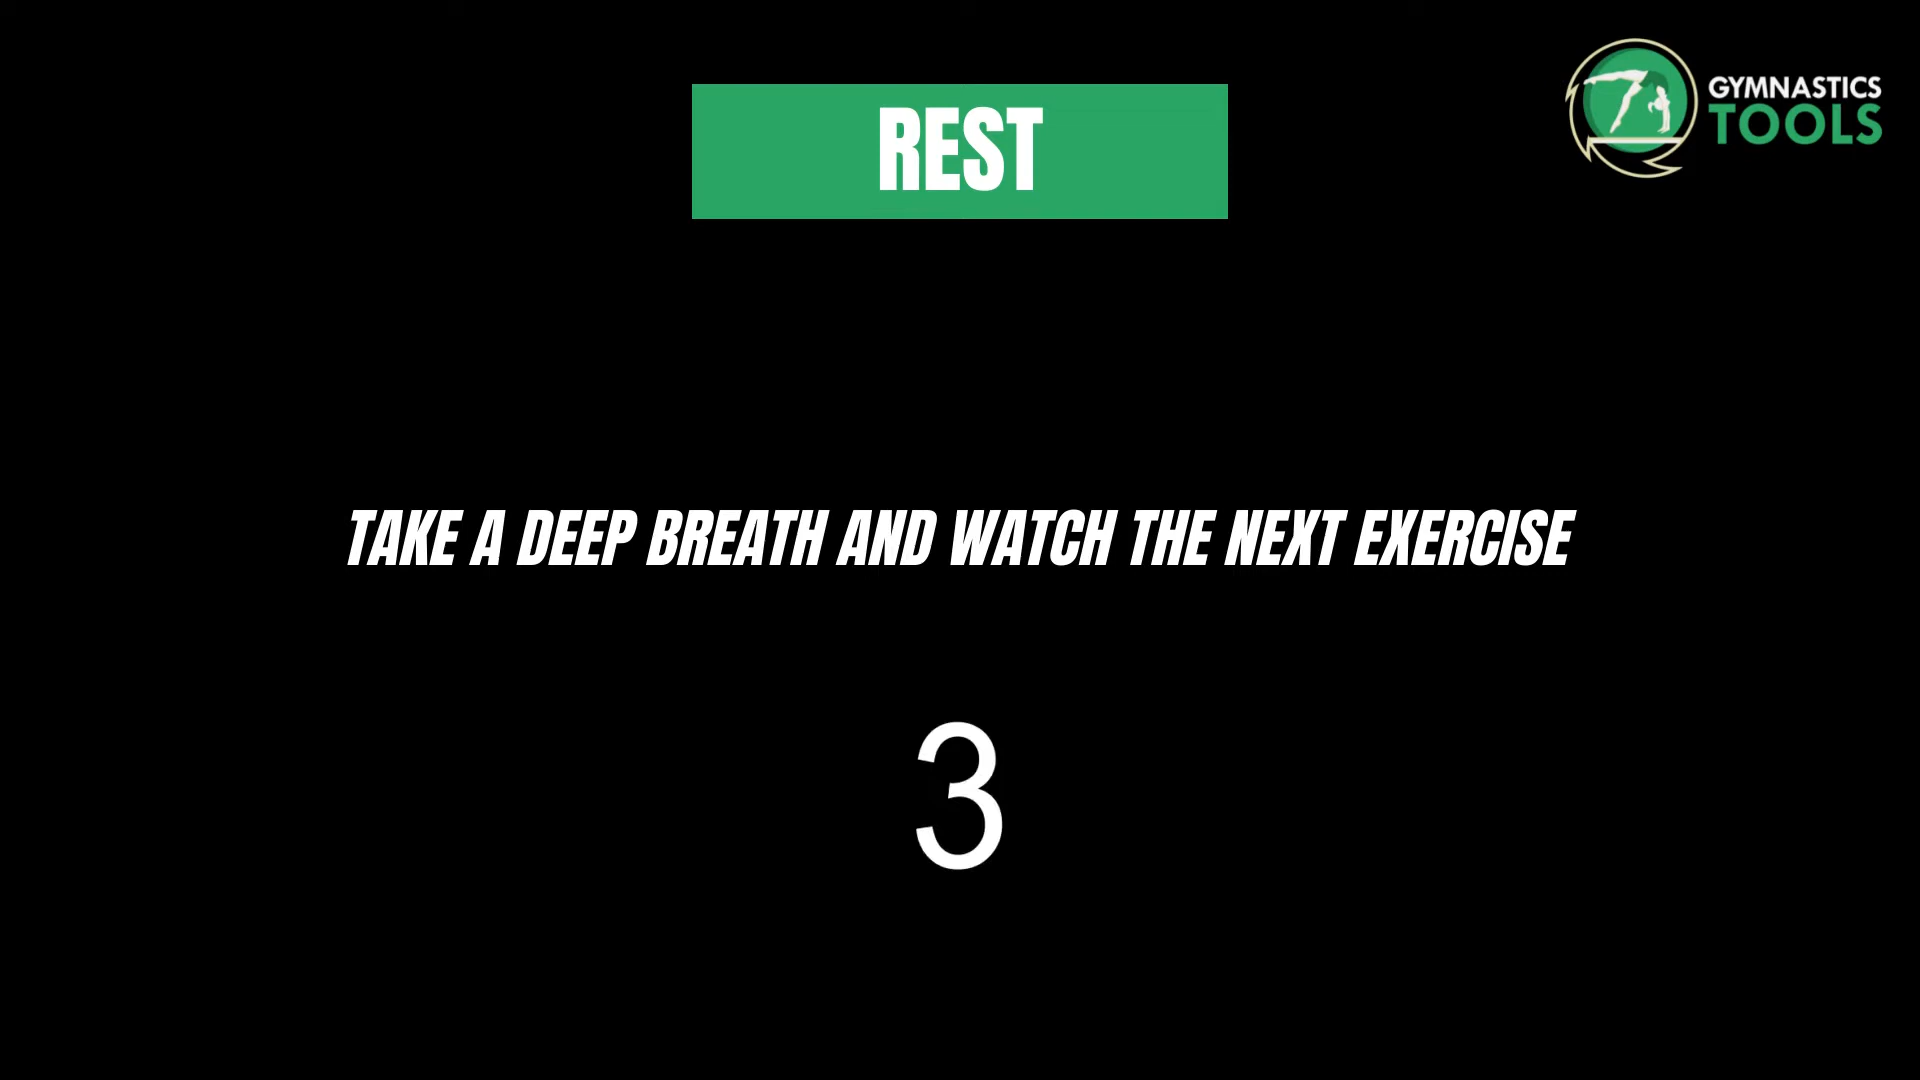 REST
GYMNASTICS
TOOLS
TAKE A DEEP BREATH AND WATCH THE NEXT EXERCISE
3